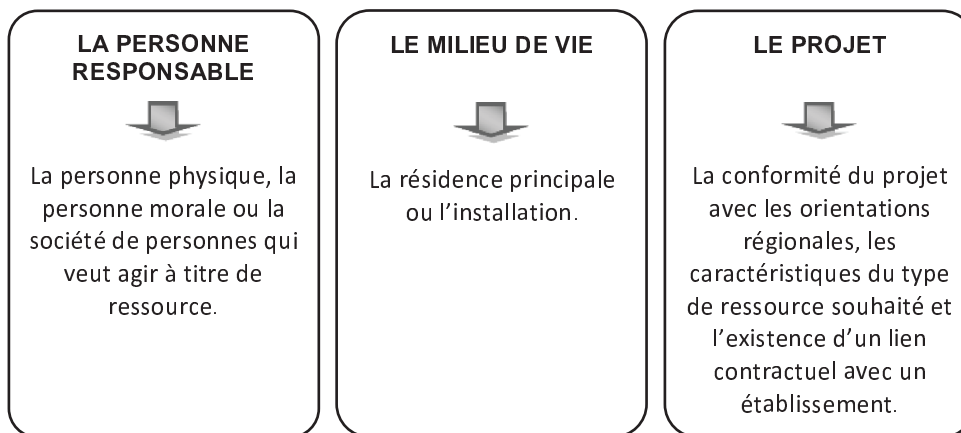 LA PERSONNE
RESPONSABLE
La personne physique, la
personne morale ou la
société de personnes qui
veut agir à titre de
ressource.
LE MILIEU DE VIE
La résidence principale
ou l’installation.
LE PROJET
La conformité du projet
avec les orientations
régionales, les
caractéristiques du type
de ressource souhaité et
l’existence d’un lien
contractuel avec un
établissement.